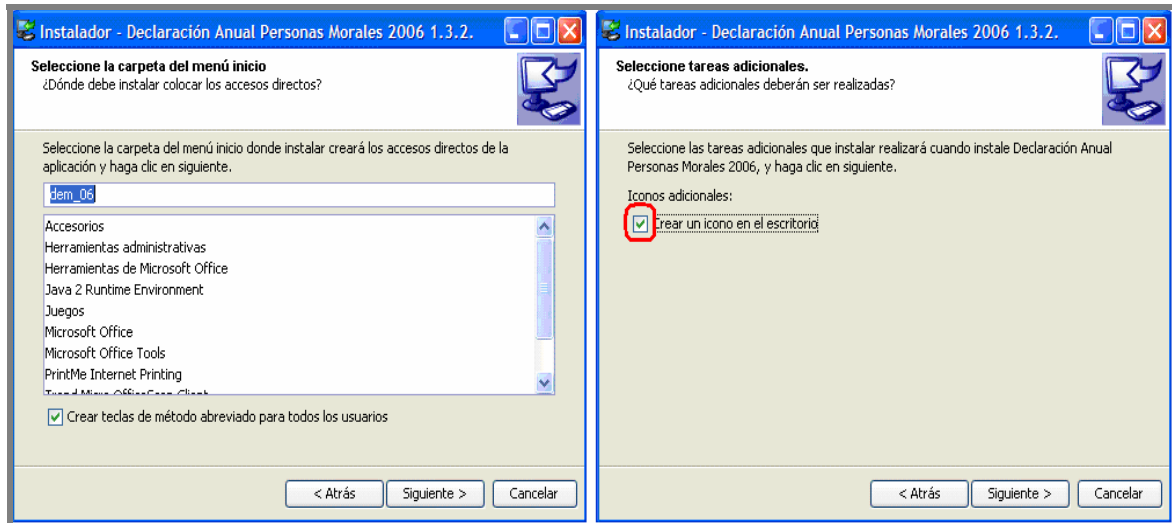 Instalador - Declaración Anual Personas Morales 2006 1.3.2.
Seleccione la carpeta del menú inicio
¿Dónde debe instalar colocar los accesos directos?
Seleccione la carpeta del menú inicio donde instalar creará los accesos directos de la
aplicación y haga clic en siguiente.
dem_06
Accesorios
Herramientas administrativas
Herramientas de Microsoft Office
Java 2 Runtime Environment
Juegos
Microsoft Office
Microsoft Office Tools
PrintMe Internet Printing
Trend Micro OfficeScan Client
Crear teclas de método abreviado para todos los usuarios
< Atrás
Siguiente >
Cancelar
Instalador - Declaración Anual Personas Morales 2006 1.3.2.
Seleccione tareas adicionales.
¿Qué tareas adicionales deberán ser realizadas?
Seleccione las tareas adicionales que instalar realizará cuando instale Declaración Anual
Personas Morales 2006, y haga clic en siguiente.
Iconos adicionales:
Crear un icono en el escritorio
< Atrás
Siguiente >
Cancelar